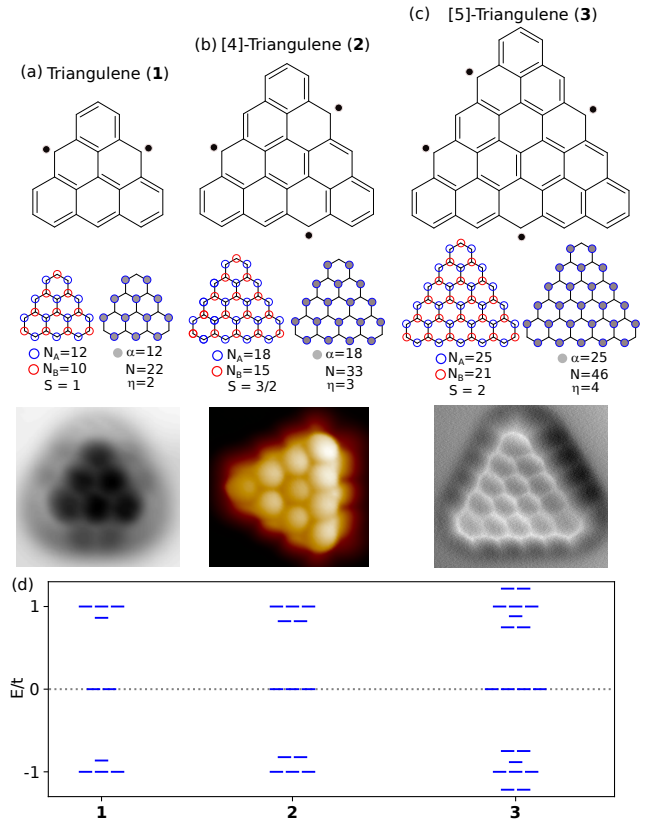 (a) Triangulene (1)
(b) [4]-Triangulene (2)
(c) [5]-Triangulene (3)
N_A=12
N_B=10
S = 1
α=12
N=22
η=2
N_A=18
N_B=15
S = 3/2
α=18
N=33
η=3
N_A=25
N_B=21
S = 2
α=25
N=46
η=4
(d)
E/t
1
0
-1
1
2
3